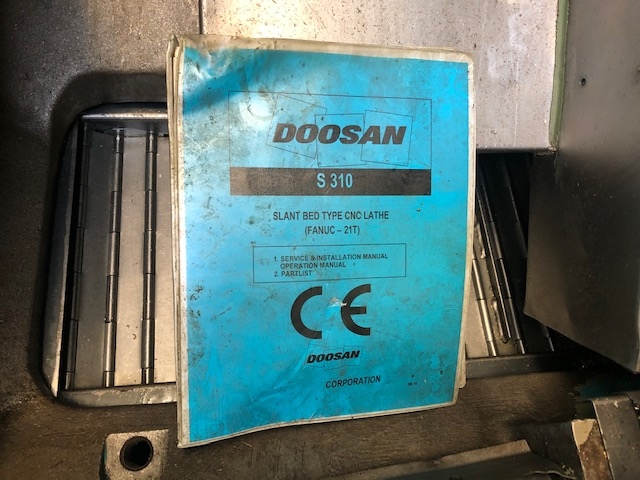 DOOSAN
S 310
SLANT BED TYPE CNC LATHE
(FANUC – 21T)
1. SERVICE & INSTALLATION MANUAL
OPERATION MANUAL
2. PARTLIST
CE
DOOSAN
CORPORATION